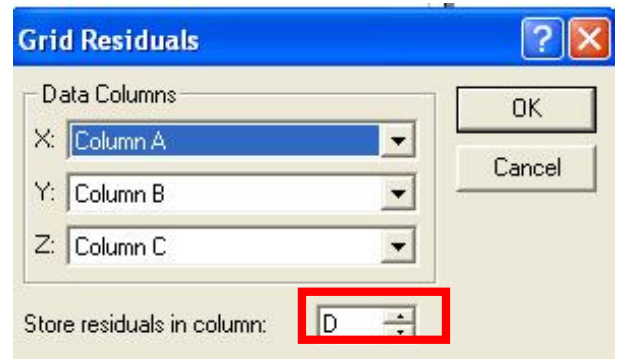 Grid Residuals
Data Columns
X: Column A
Y: Column B
Z: Column C
OK
Cancel
Store residuals in column: D